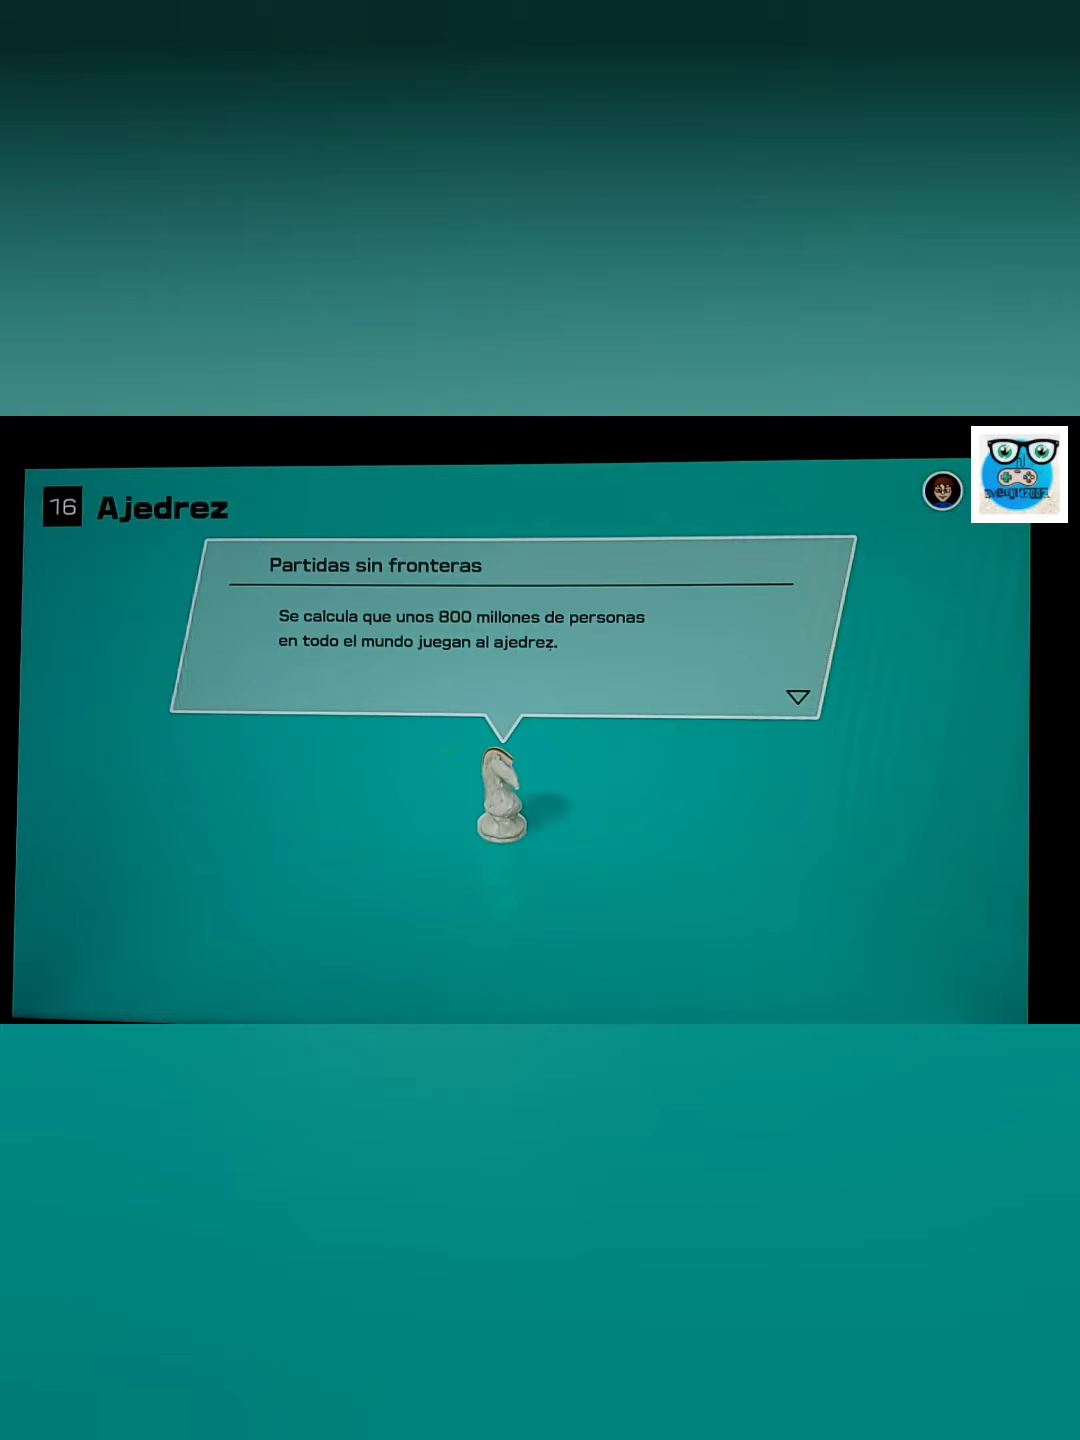 16 Ajedrez
Partidas sin fronteras
Se calcula que unos 800 millones de personas
en todo el mundo juegan al ajedrez.